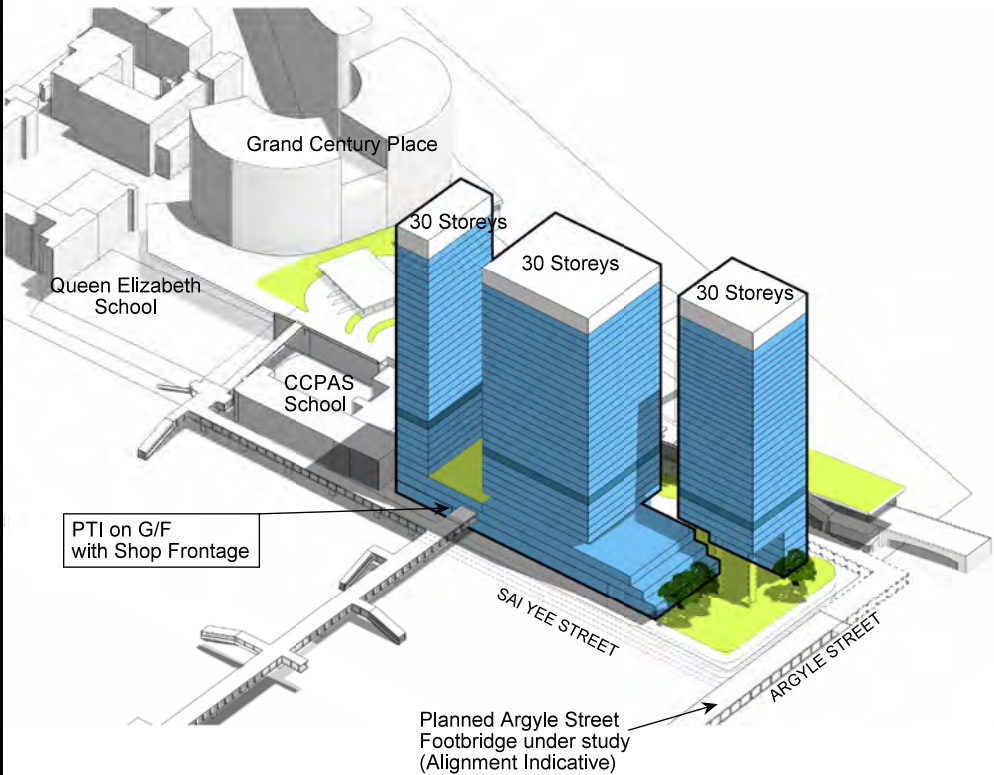 Grand Century Place
30 Storeys
30 Storeys
30 Storeys
Queen Elizabeth
School
CCPAS
School
PTI on G/F
with Shop Frontage
SAI YEE STREET
ARGYLE STREET
Planned Argyle Street
Footbridge under study
(Alignment Indicative)